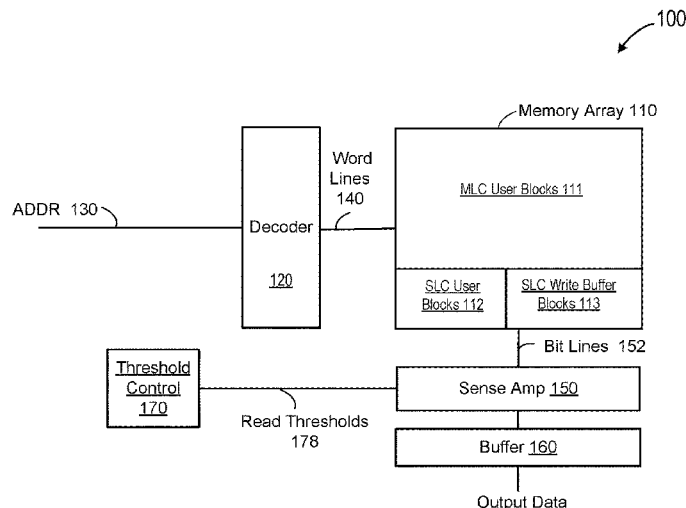 100
Memory Array 110
Word
Lines
140
MLC User Blocks 111
ADDR 130
Decoder
120
SLC User
Blocks 112
SLC Write Buffer
Blocks 113
Bit Lines 152
Threshold
Control
170
Sense Amp 150
Read Thresholds
178
Buffer 160
Output Data